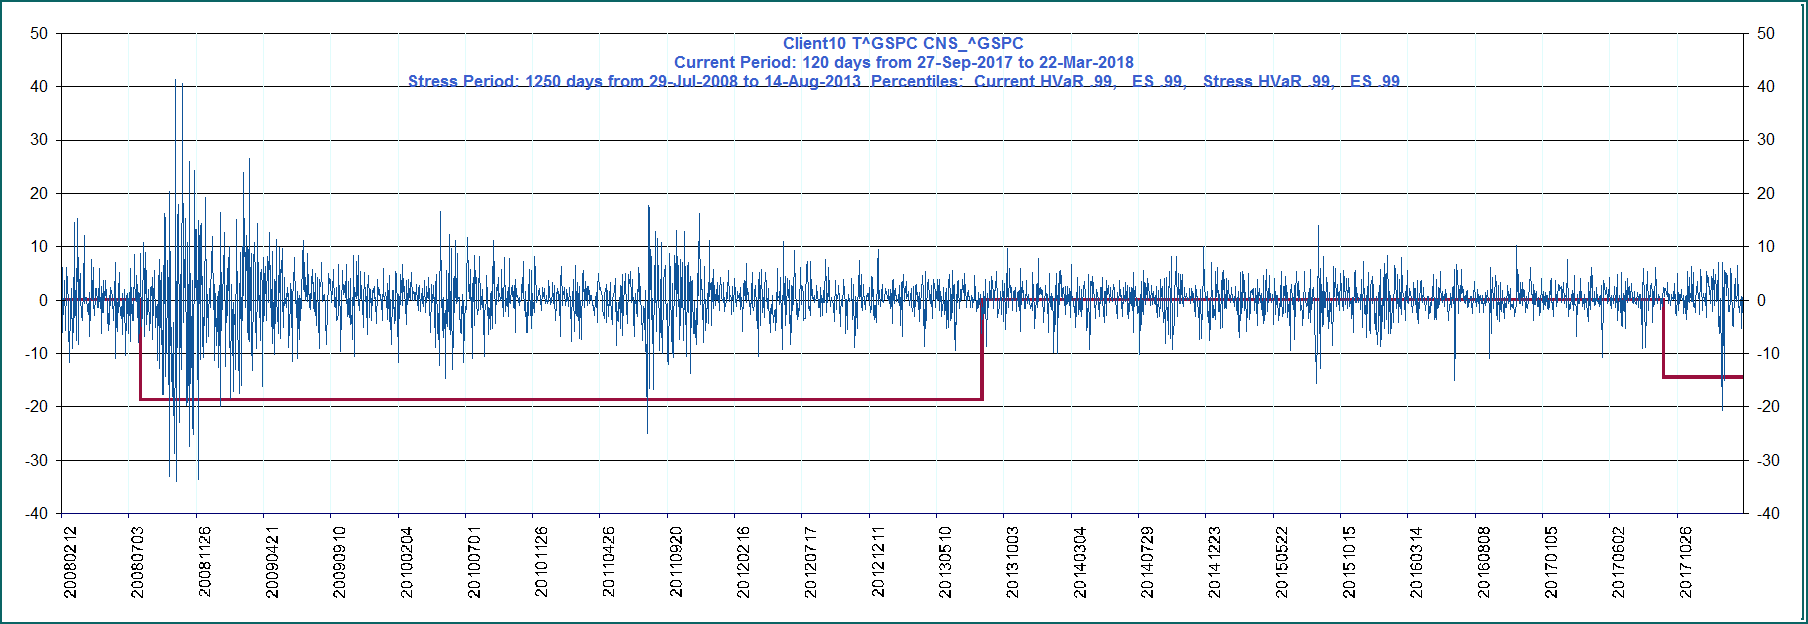 Client10 T^GSPC CNS_^GSPC
Current Period: 120 days from 27-Sep-2017 to 22-Mar-2018
Stress Period: 1250 days from 29-Jul-2008 to 14-Aug-2013 Percentiles: Current HVaR .99, ES .99, Stress HVaR .99, ES .99
50 50
40 40
30 30
20 20
10 10
0 0
-10 -10
-20 -20
-30 -30
-40 -40
20080212 20080703 20081126 20090421 20090910 20100204 20100701 20101126 20110426 20110920 20120216 20120717 20121211 20130510 20131003 20140304 20140729 20141223 20150522 20151015 20160314 20160808 20170105 20170602 20171026